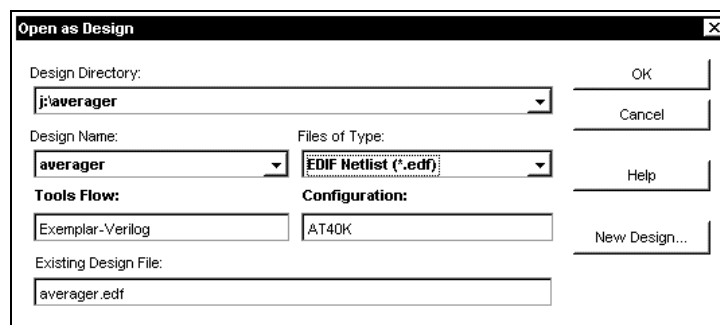 Open as Design
Design Directory:
OK
j:\averager
Cancel
Design Name:
Files of Type:
averager
EDIF Netlist (*.edf)
Help
Tools Flow:
Configuration:
Exemplar-Verilog
AT40K
New Design...
Existing Design File:
averager.edf